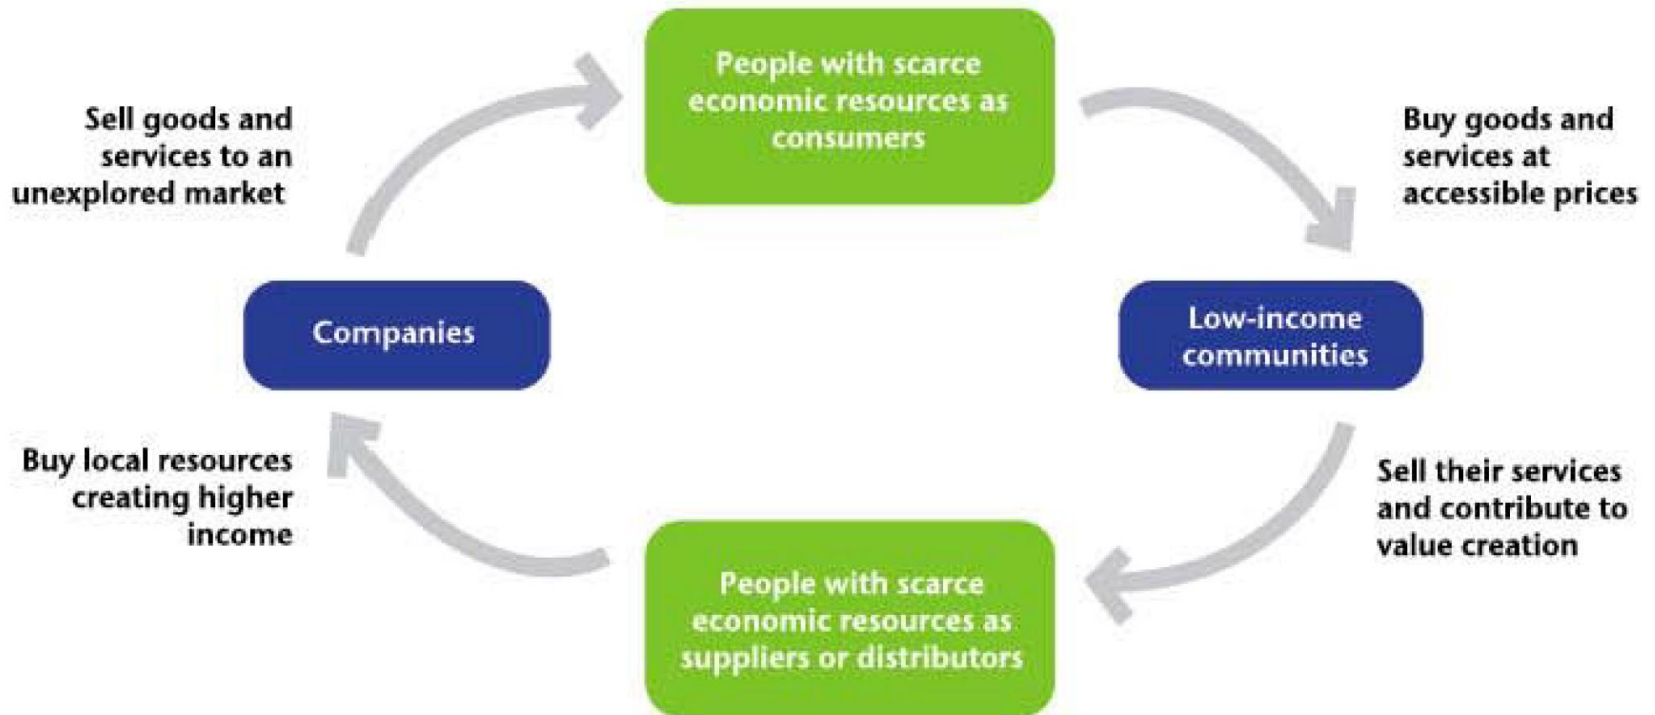 People with scarce
economic resources as
consumers
Sell goods and
services to an
unexplored market
Buy goods and
services at
accessible prices
Companies
Low-income
communities
Buy local resources
creating higher
income
Sell their services
and contribute to
value creation
People with scarce
economic resources as
suppliers or distributors